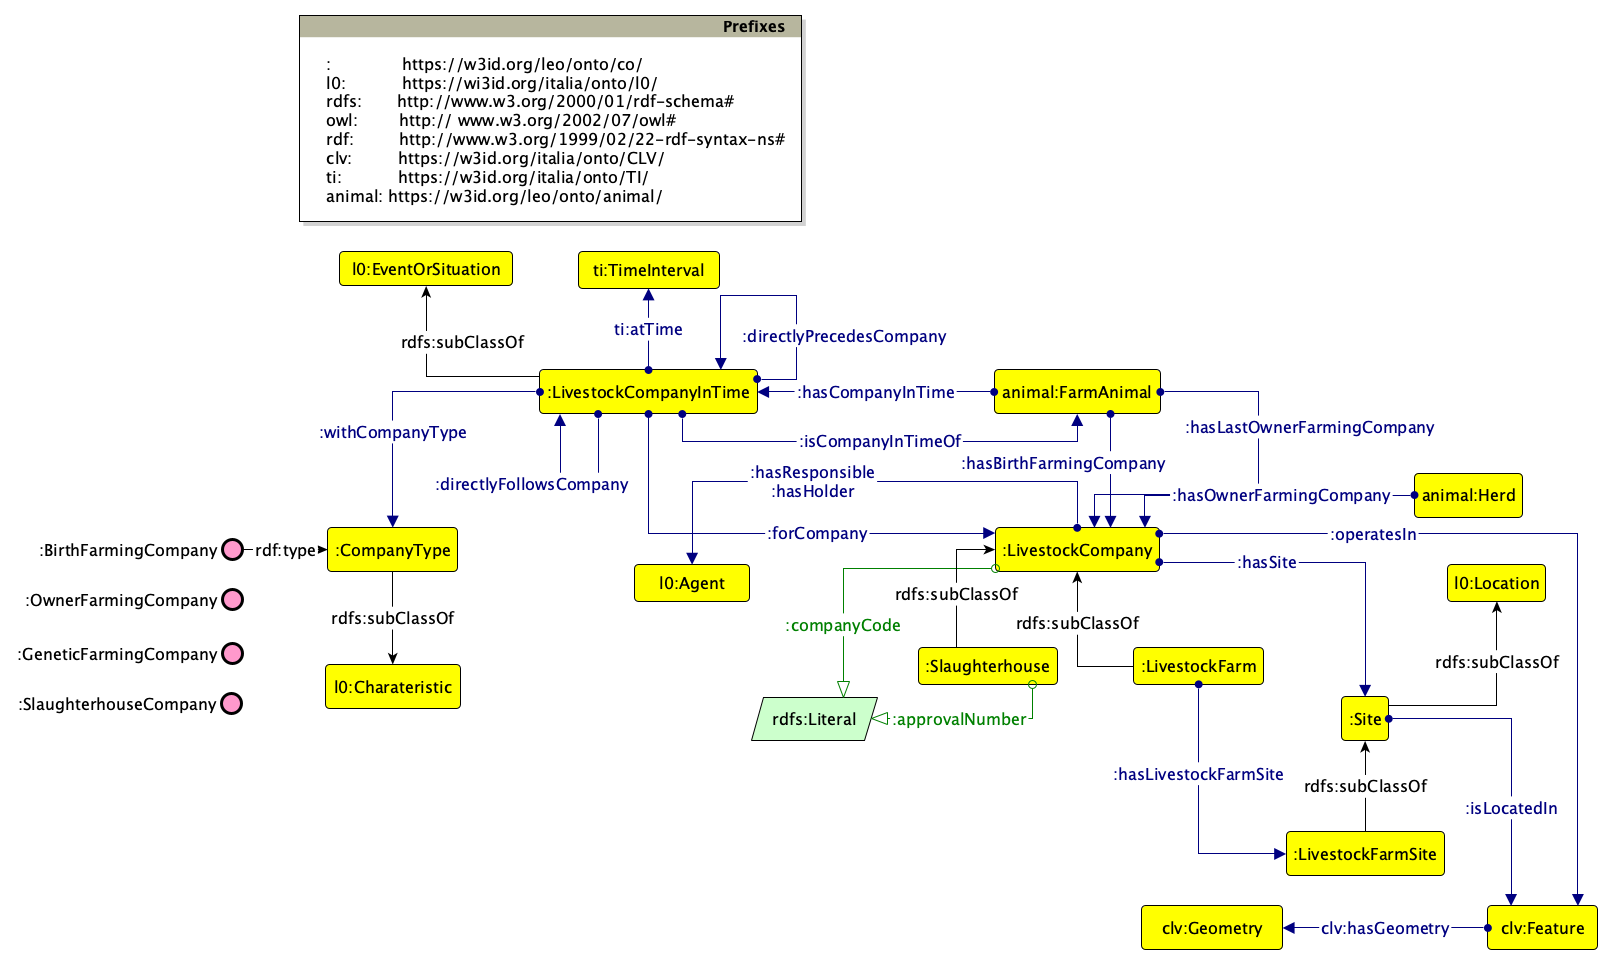 Prefixes
: https://w3id.org/leo/onto/co/
l0: https://wi3id.org/italia/onto/l0/
rdfs: http://www.w3.org/2000/01/rdf-schema#
owl: http:// www.w3.org/2002/07/owl#
rdf: http://www.w3.org/1999/02/22-rdf-syntax-ns#
clv: https://w3id.org/italia/onto/CLV/
ti: https://w3id.org/italia/onto/TI/
animal: https://w3id.org/leo/onto/animal/
l0:EventOrSituation
ti:TimeInterval
ti:atTime
:directlyPrecedesCompany
rdfs:subClassOf
:LivestockCompanyInTime
:hasCompanyInTime
animal:FarmAnimal
:withCompanyType
:isCompanyInTimeOf
:hasLastOwnerFarmingCompany
:hasBirthFarmingCompany
:directlyFollowsCompany
:hasResponsible
:hasHolder
:hasOwnerFarmingCompany
animal:Herd
:forCompany
:operatesIn
:BirthFarmingCompany
rdf:type
:CompanyType
:LivestockCompany
:hasSite
l0:Agent
l0:Location
:OwnerFarmingCompany
rdfs:subClassOf
rdfs:subClassOf
rdfs:subClassOf
:companyCode
:GeneticFarmingCompany
:Slaughterhouse
:LivestockFarm
rdfs:subClassOf
l0:Charateristic
:SlaughterhouseCompany
rdfs:Literal
:approvalNumber
:Site
:hasLivestockFarmSite
rdfs:subClassOf
:isLocatedIn
:LivestockFarmSite
clv:Geometry
clv:hasGeometry
clv:Feature